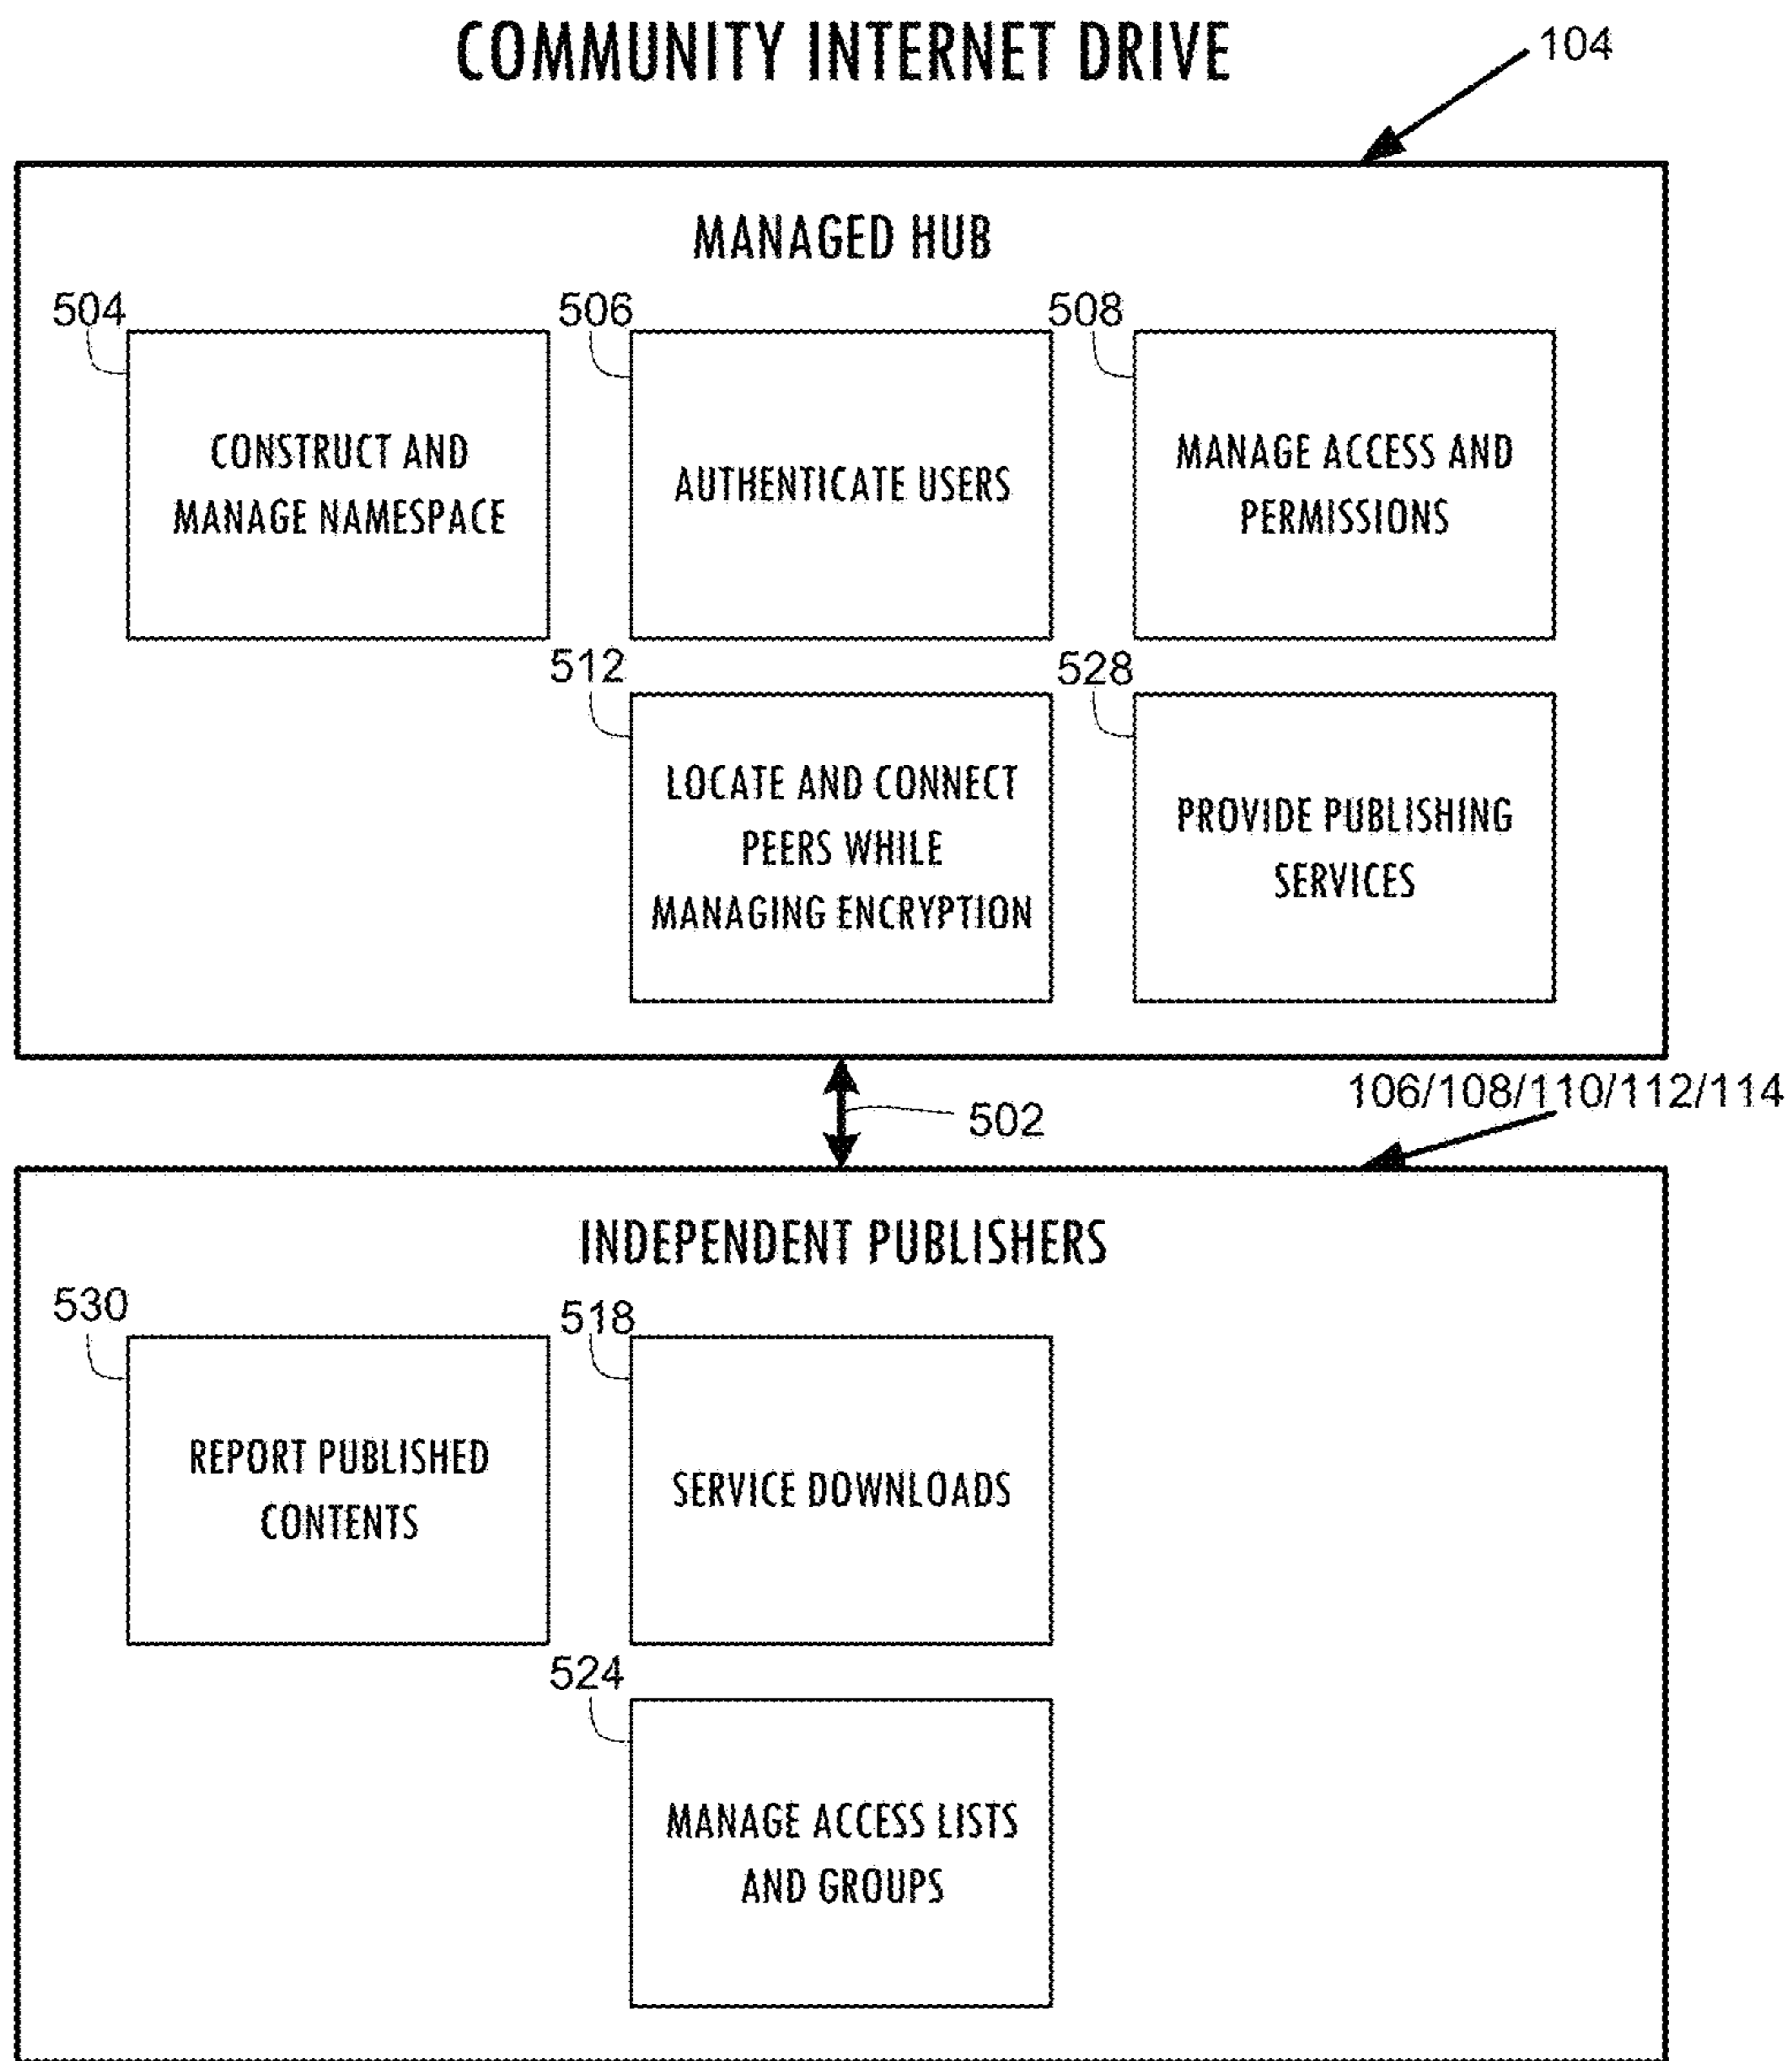 COMMUNITY INTERNET DRIVE
104
MANAGED HUB
504
506
508
CONSTRUCT AND
MANAGE NAMESPACE
AUTHENTICATE USERS
MANAGE ACCESS AND
PERMISSIONS
512
528
LOCATE AND CONNECT
PEERS WHILE
MANAGING ENCRYPTION
PROVIDE PUBLISHING
SERVICES
502
106/108/110/112/114
INDEPENDENT PUBLISHERS
530
518
REPORT PUBLISHED
CONTENTS
SERVICE DOWNLOADS
524
MANAGE ACCESS LISTS
AND GROUPS